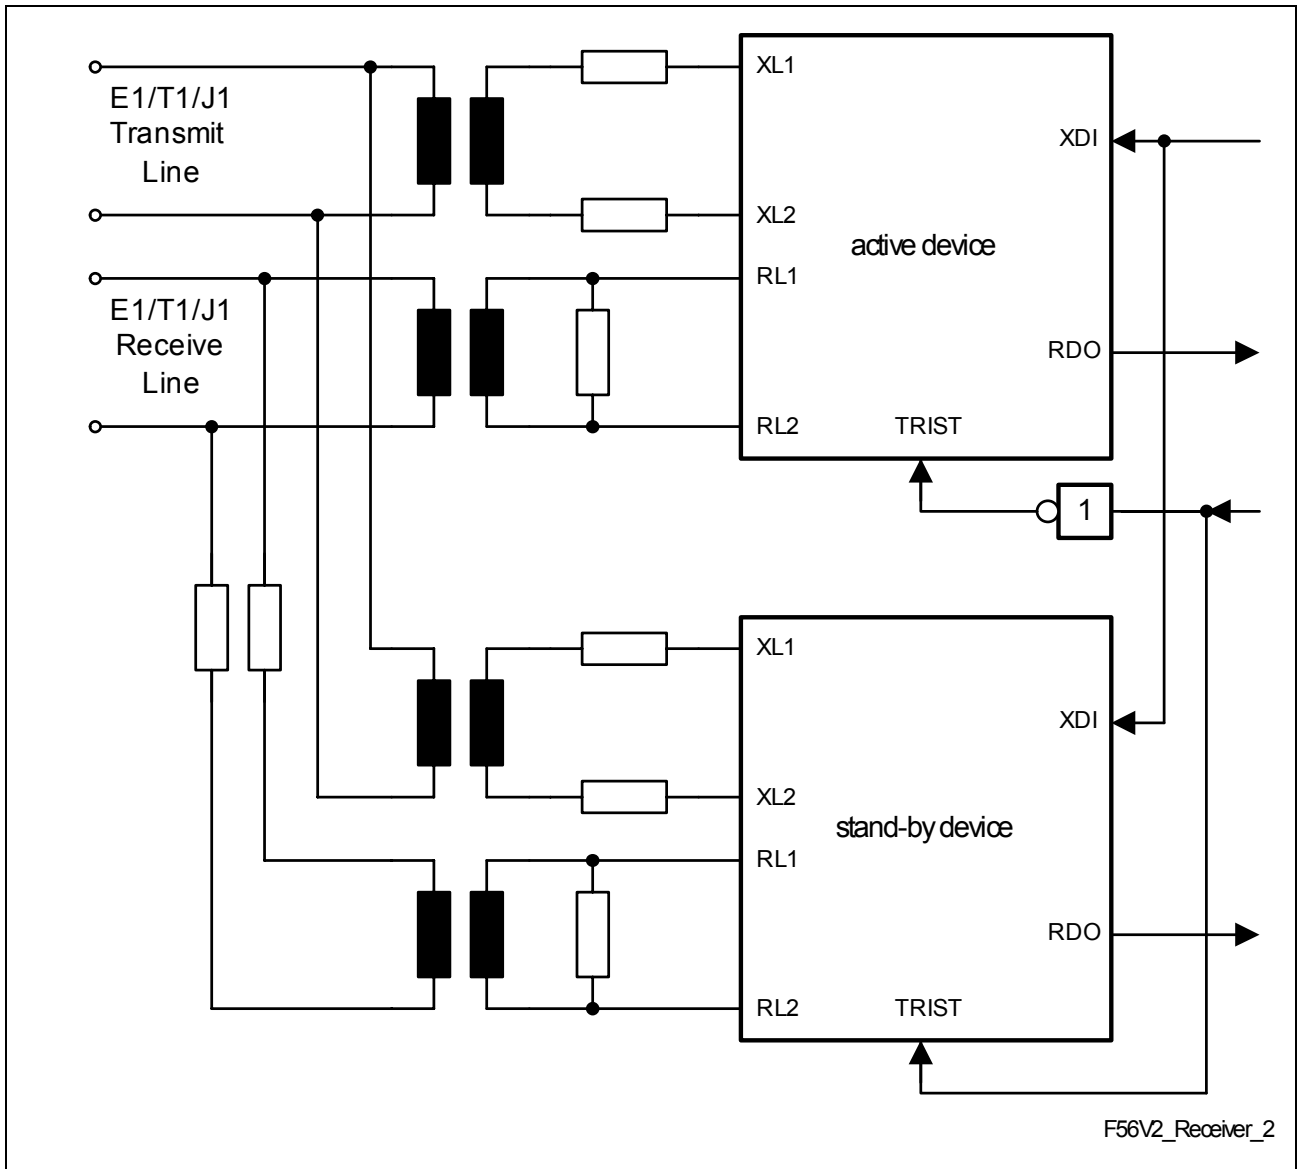 E1/T1/J1
Transmit
Line
E1/T1/J1
Receive
Line
XL1
XDI
XL2
active device
RL1
RDO
RL2
TRIST
1
XL1
XDI
XL2
stand-by device
RL1
RDO
RL2
TRIST
F56V2_Receiver_2